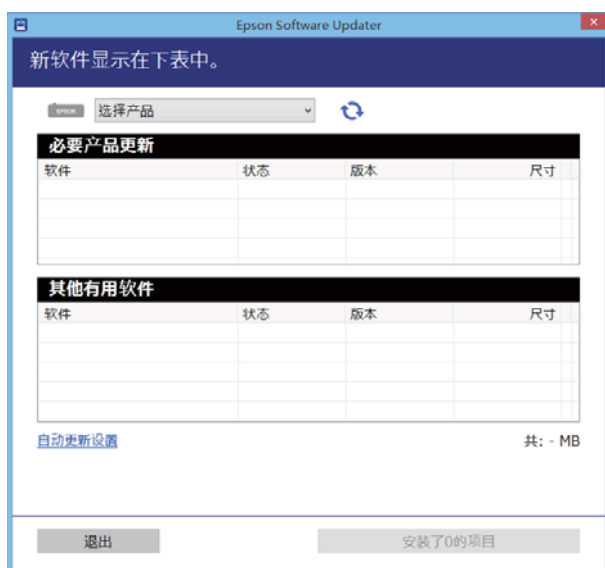 Epson Software Updater
新软件显示在下表中。
EPSON 选择产品
必要产品更新
软件 状态 版本 尺寸
其他有用软件
软件 状态 版本 尺寸
自动更新设置 共: - MB
退出 安装了0的项目